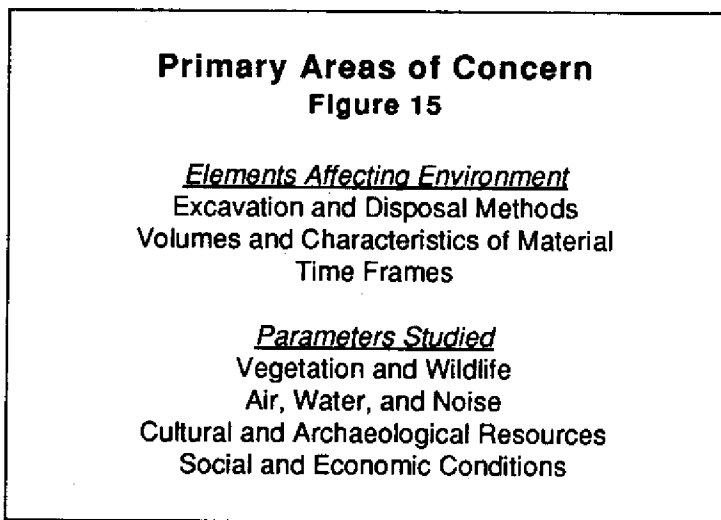 Primary Areas of Concern
Figure 15
Elements Affecting Environment
Excavation and Disposal Methods
Volumes and Characteristics of Material
Time Frames
Parameters Studied
Vegetation and Wildlife
Air, Water, and Noise
Cultural and Archaeological Resources
Social and Economic Conditions